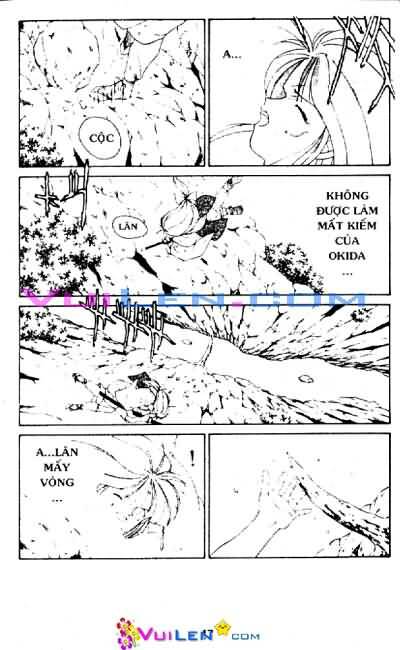 A...
CỘC
LĂN
KHÔNG
ĐƯỢC LÀM
MẤT KIẾM
CỦA
OKIDA
...
VUILEN.COM
A...LĂN
MẤY
VÒNG
...
!
VUILEN.COM